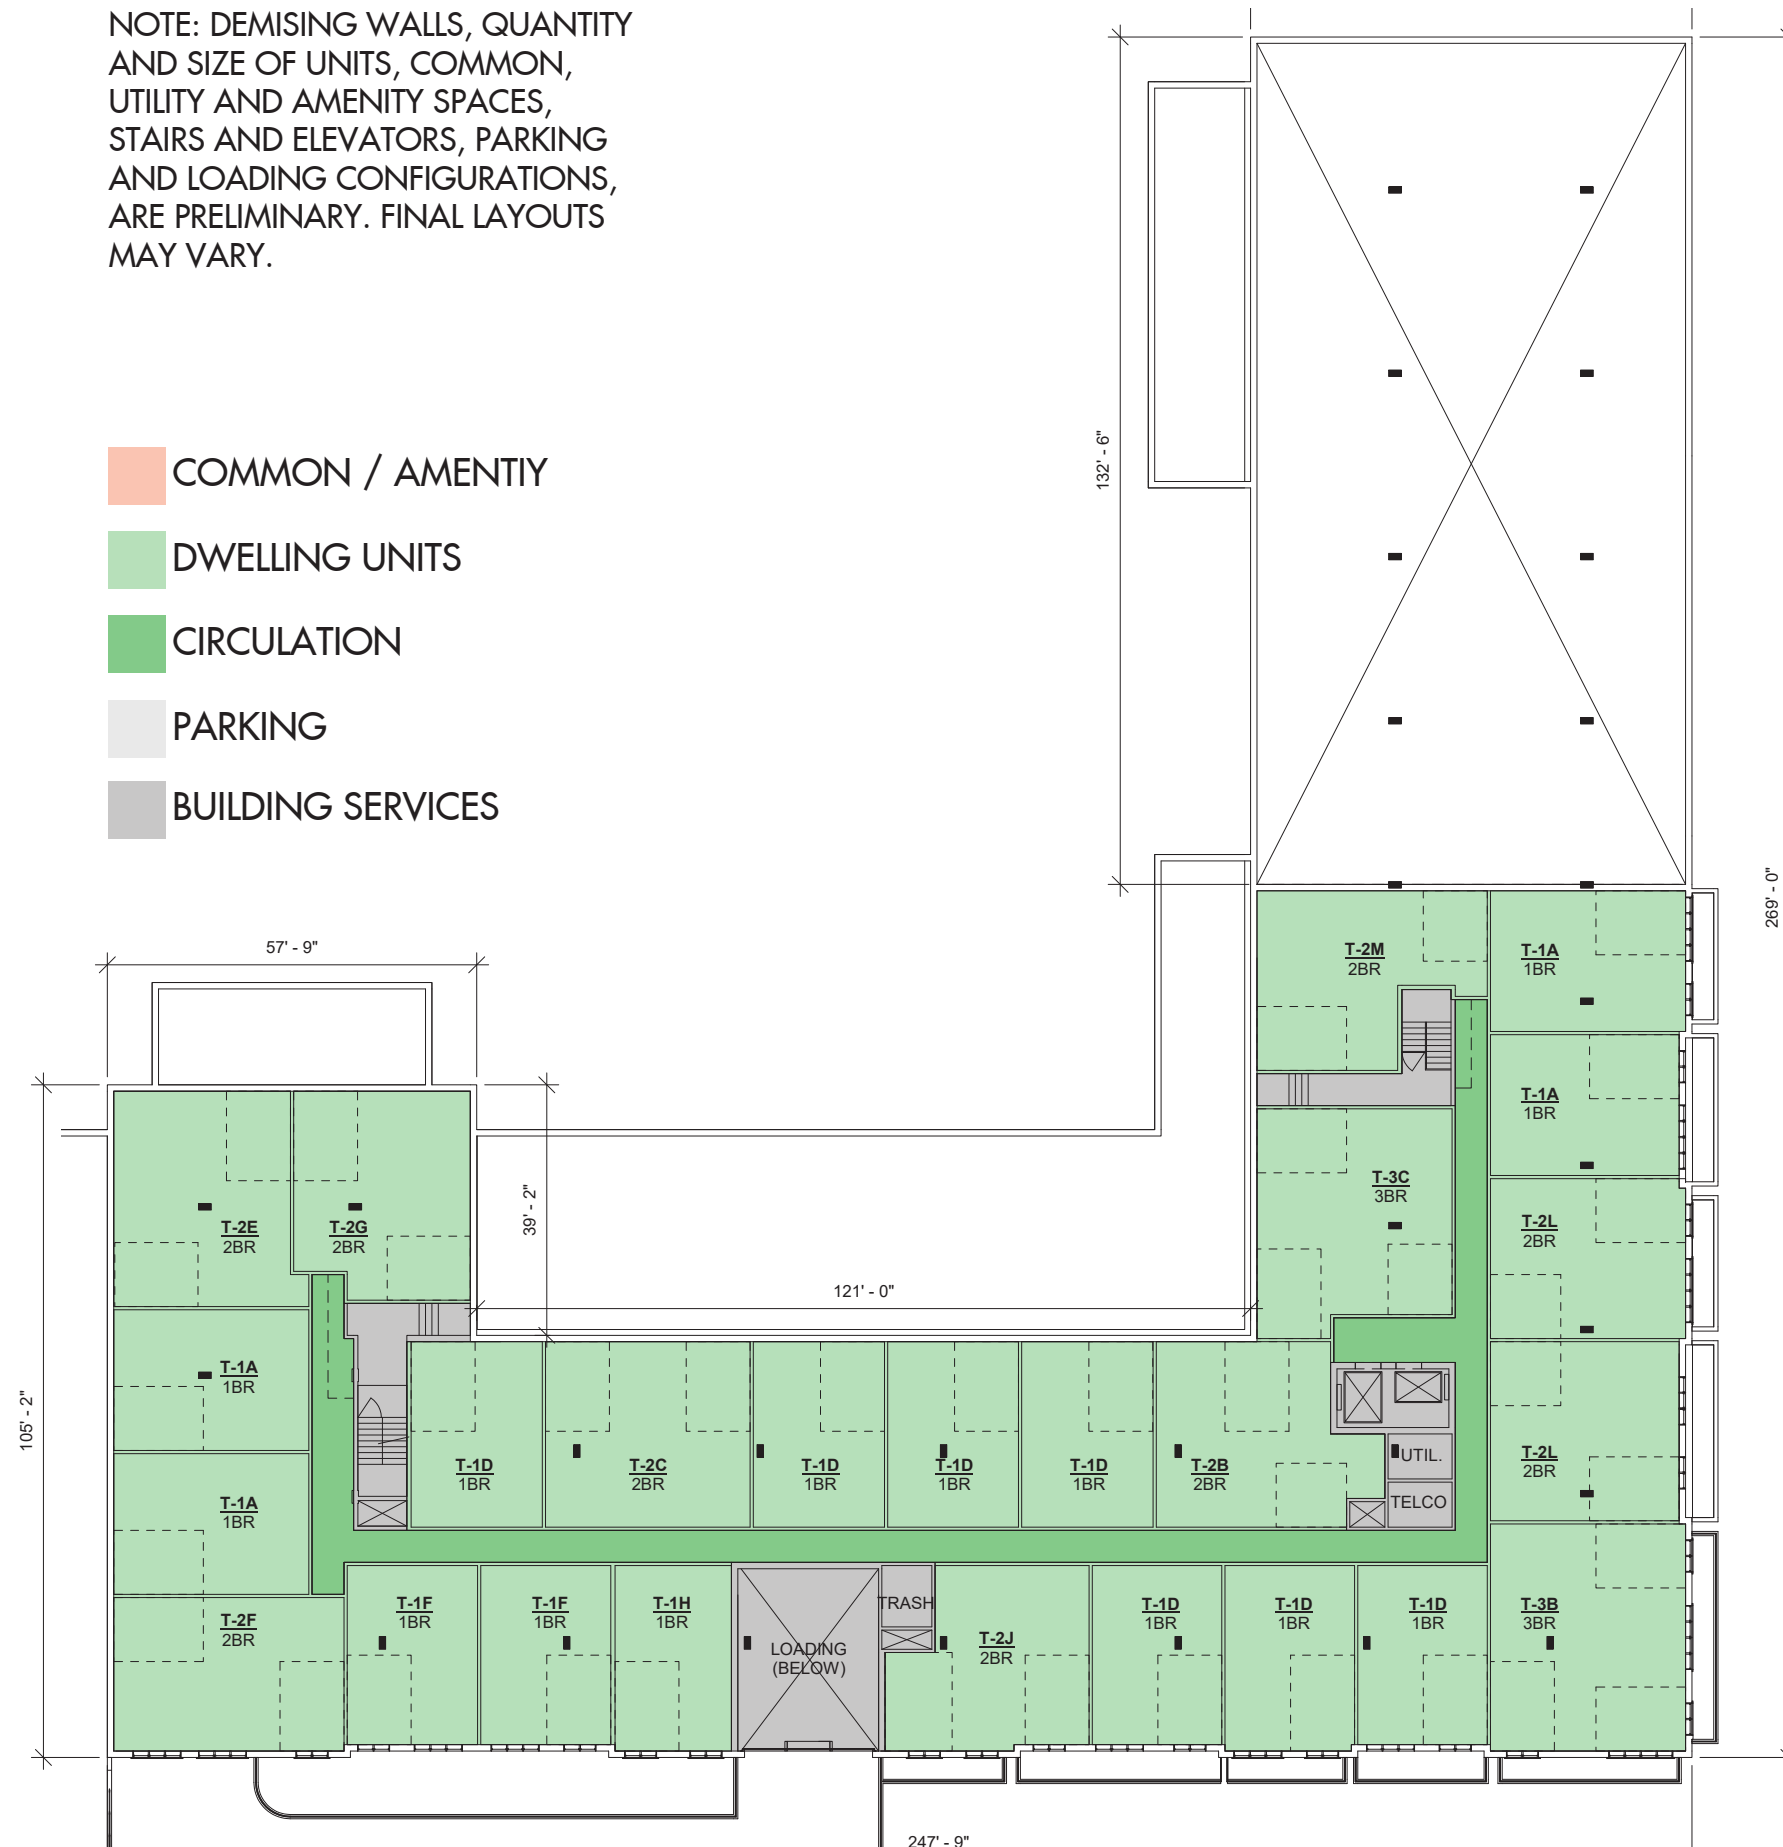 NOTE: DEMISING WALLS, QUANTITY
AND SIZE OF UNITS, COMMON,
UTILITY AND AMENITY SPACES,
STAIRS AND ELEVATORS, PARKING
AND LOADING CONFIGURATIONS,
ARE PRELIMINARY. FINAL LAYOUTS
MAY VARY.
COMMON / AMENTIY
DWELLING UNITS
CIRCULATION
PARKING
BUILDING SERVICES
132' - 6"
269' - 0"
57' - 9"
39' - 2"
121' - 0"
105' - 2"
T-2M
2BR
T-1A
1BR
T-1A
1BR
T-3C
3BR
T-2L
2BR
T-2E
2BR
T-2G
2BR
T-1A
1BR
T-1A
1BR
T-1D
1BR
T-2C
2BR
T-1D
1BR
T-1D
1BR
T-1D
1BR
T-2B
2BR
UTIL.
TELCO
T-2L
2BR
T-2F
2BR
T-1F
1BR
T-1F
1BR
T-1H
1BR
LOADING
(BELOW)
TRASH
T-2J
2BR
T-1D
1BR
T-1D
1BR
T-1D
1BR
T-3B
3BR
247' - 9"